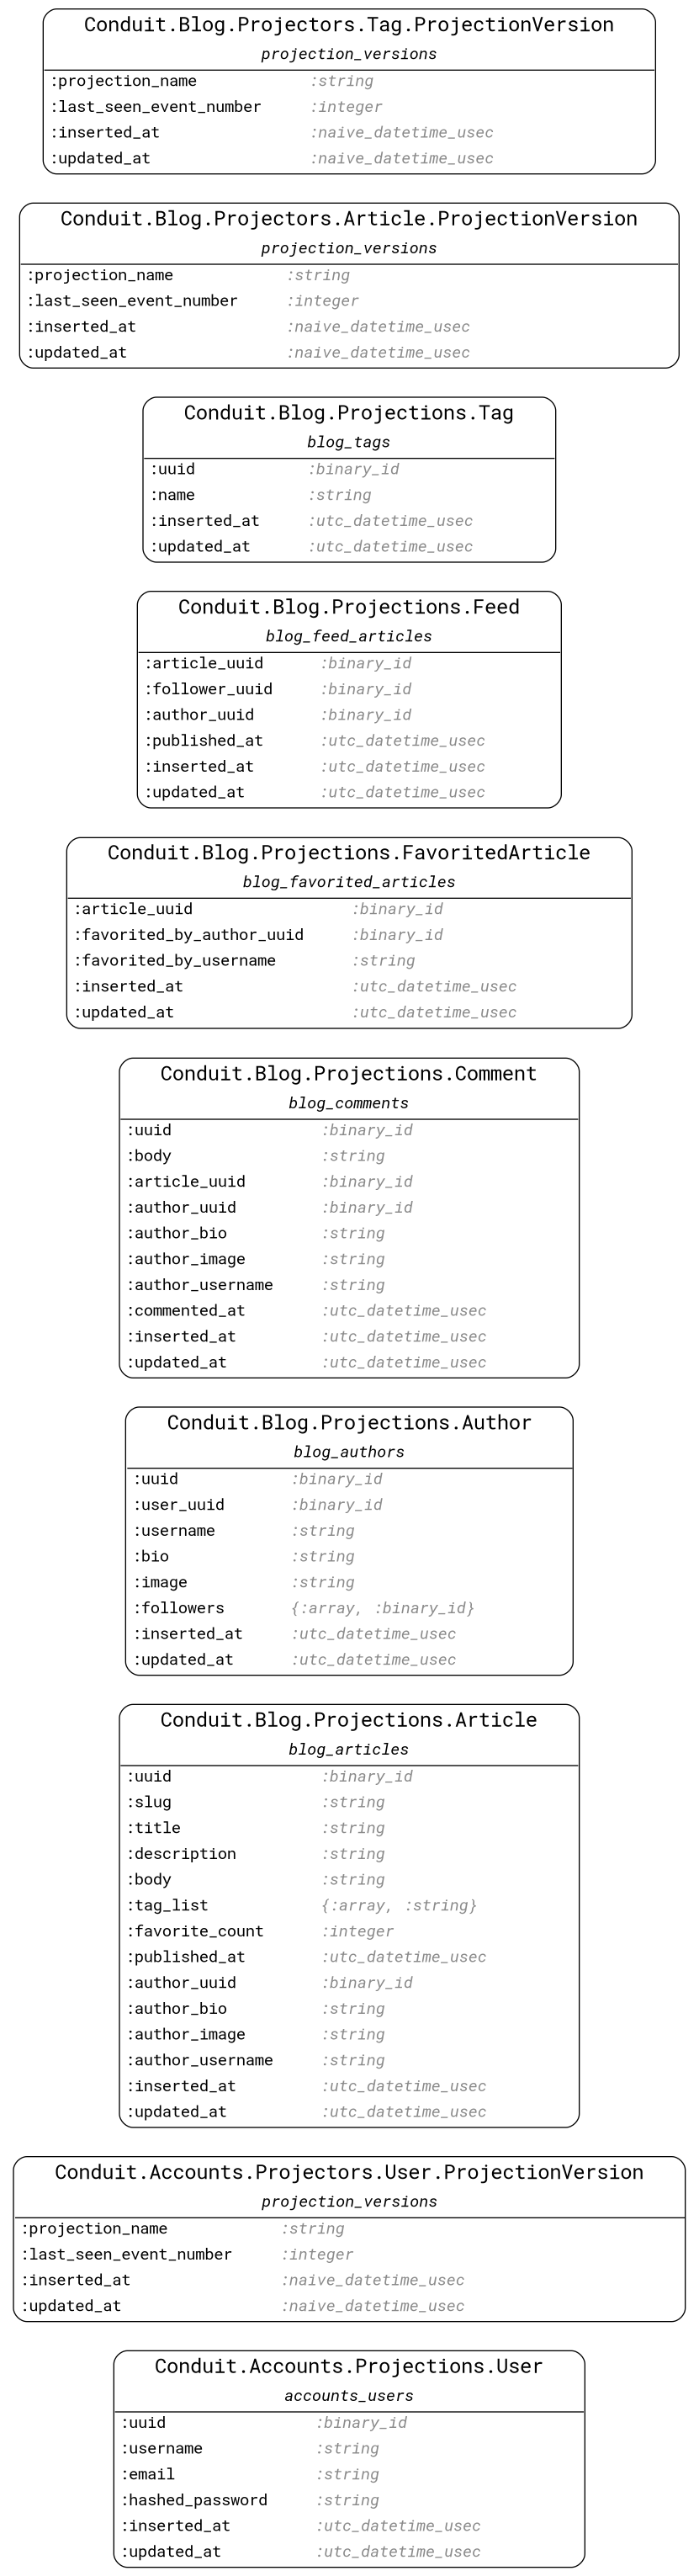 Conduit.Blog.Projectors.Tag.ProjectionVersion
projection_versions
:projection_name :string
:last_seen_event_number :integer
:inserted_at :naive_datetime_usec
:updated_at :naive_datetime_usec
Conduit.Blog.Projectors.Article.ProjectionVersion
projection_versions
:projection_name :string
:last_seen_event_number :integer
:inserted_at :naive_datetime_usec
:updated_at :naive_datetime_usec
Conduit.Blog.Projections.Tag
blog_tags
:uuid :binary_id
:name :string
:inserted_at :utc_datetime_usec
:updated_at :utc_datetime_usec
Conduit.Blog.Projections.Feed
blog_feed_articles
:article_uuid :binary_id
:follower_uuid :binary_id
:author_uuid :binary_id
:published_at :utc_datetime_usec
:inserted_at :utc_datetime_usec
:updated_at :utc_datetime_usec
Conduit.Blog.Projections.FavoritedArticle
blog_favorited_articles
:article_uuid :binary_id
:favorited_by_author_uuid :binary_id
:favorited_by_username :string
:inserted_at :utc_datetime_usec
:updated_at :utc_datetime_usec
Conduit.Blog.Projections.Comment
blog_comments
:uuid :binary_id
:body :string
:article_uuid :binary_id
:author_uuid :binary_id
:author_bio :string
:author_image :string
:author_username :string
:commented_at :utc_datetime_usec
:inserted_at :utc_datetime_usec
:updated_at :utc_datetime_usec
Conduit.Blog.Projections.Author
blog_authors
:uuid :binary_id
:user_uuid :binary_id
:username :string
:bio :string
:image :string
:followers {:array, :binary_id}
:inserted_at :utc_datetime_usec
:updated_at :utc_datetime_usec
Conduit.Blog.Projections.Article
blog_articles
:uuid :binary_id
:slug :string
:title :string
:description :string
:body :string
:tag_list {:array, :string}
:favorite_count :integer
:published_at :utc_datetime_usec
:author_uuid :binary_id
:author_bio :string
:author_image :string
:author_username :string
:inserted_at :utc_datetime_usec
:updated_at :utc_datetime_usec
Conduit.Accounts.Projectors.User.ProjectionVersion
projection_versions
:projection_name :string
:last_seen_event_number :integer
:inserted_at :naive_datetime_usec
:updated_at :naive_datetime_usec
Conduit.Accounts.Projections.User
accounts_users
:uuid :binary_id
:username :string
:email :string
:hashed_password :string
:inserted_at :utc_datetime_usec
:updated_at :utc_datetime_usec